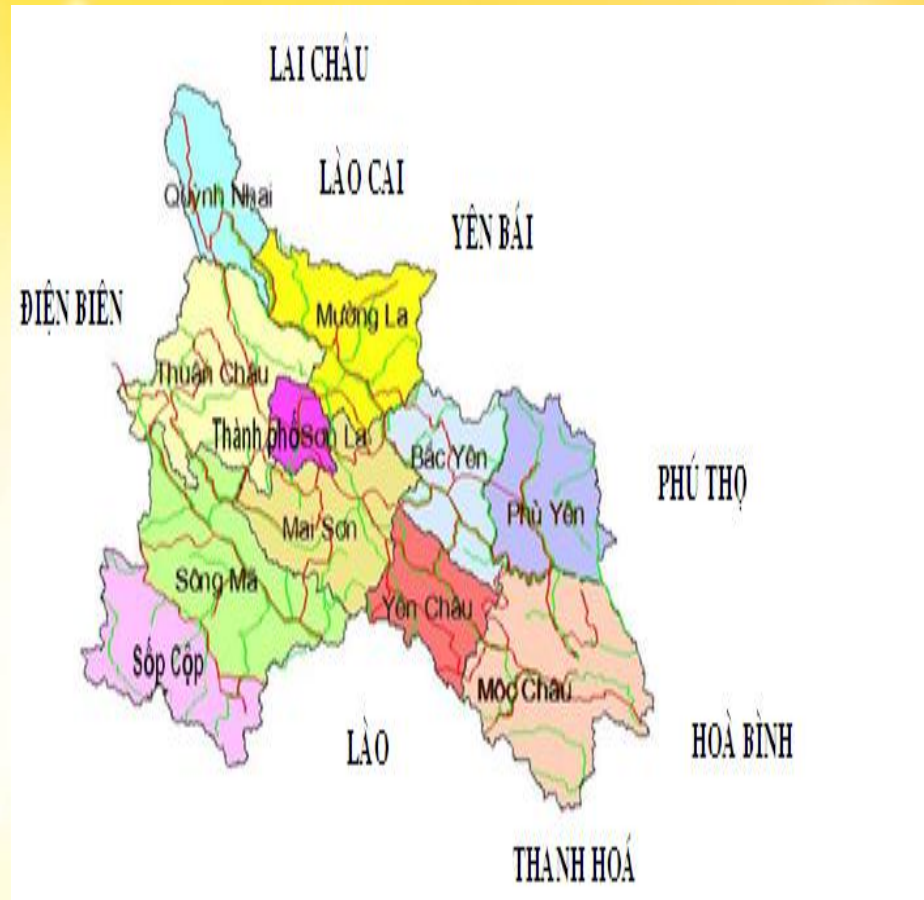 LAI CHÂU
LÀO CAI
Quỳnh Nhai
YÊN BÁI
ĐIỆN BIÊN
Mường La
Thuận Châu
Thành phố Sơn La
Bắc Yên
PHÚ THỌ
Phù Yên
Mai Sơn
Sông Mã
Yên Châu
Sốp Cộp
Mộc Châu
LÀO
HOÀ BÌNH
THANH HOÁ